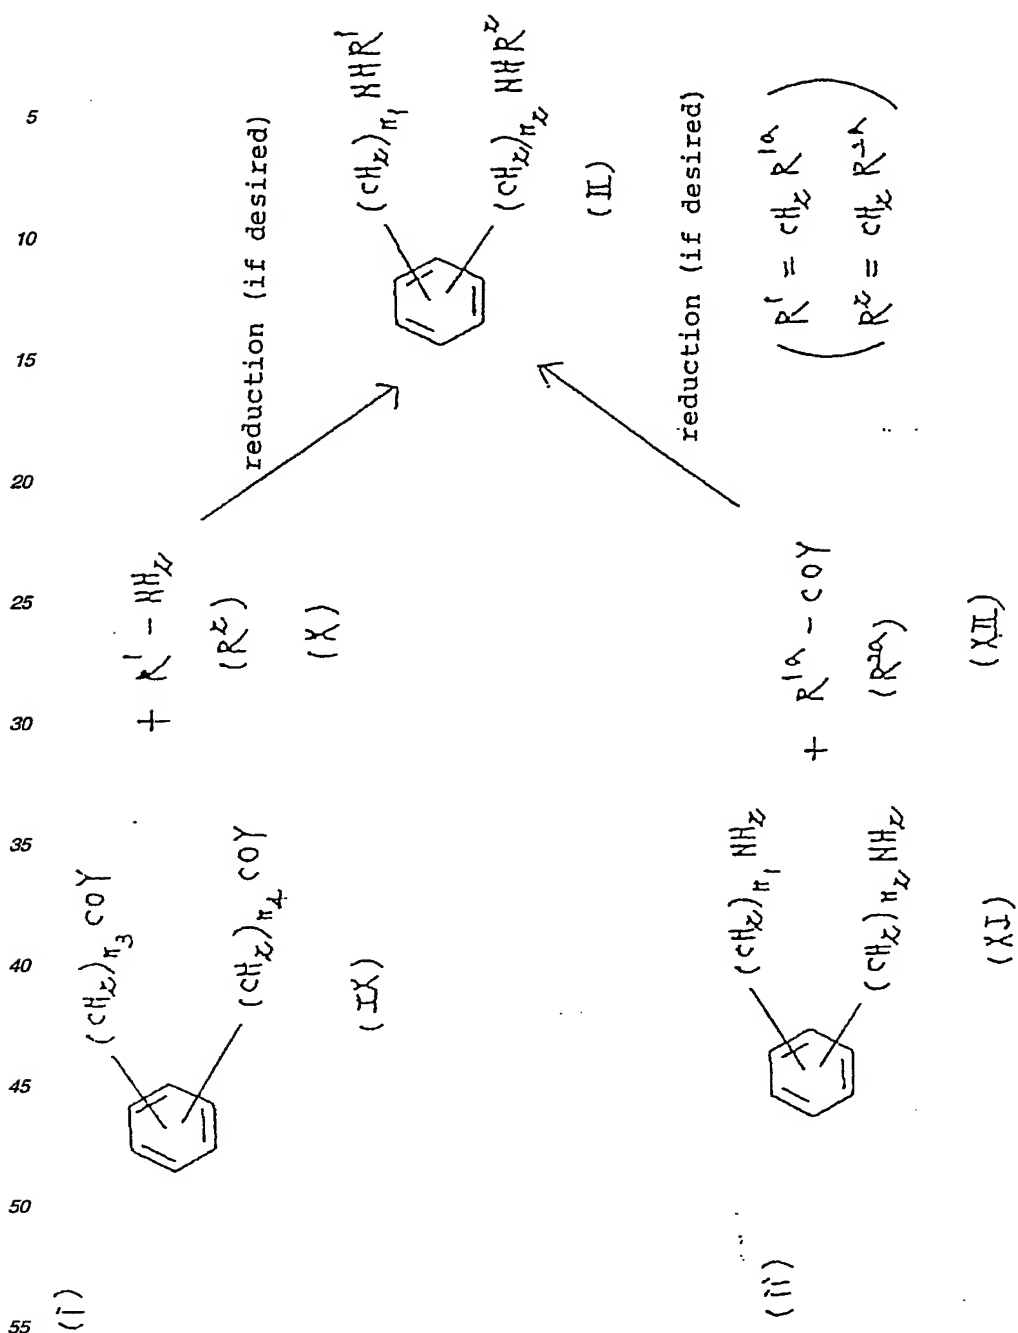 5
10
15
20
25
30
35
40
45
50
55
(i)
(CH₂)n₃ COY
(CH₂)n₄ COY
(IX)
+ R¹ – NH₂
(R²)
(X)
reduction (if desired)
(CH₂)n₁ NHR¹
(CH₂)n₂ NHR²
(II)
(ii)
(CH₂)n₁ NH₂
(CH₂)n₂ NH₂
(XI)
+ R¹ᵃ – COY
(R²ᵃ)
(XII)
reduction (if desired)
(R¹ = CH₂ R¹ᵃ
R² = CH₂ R²ᵃ)